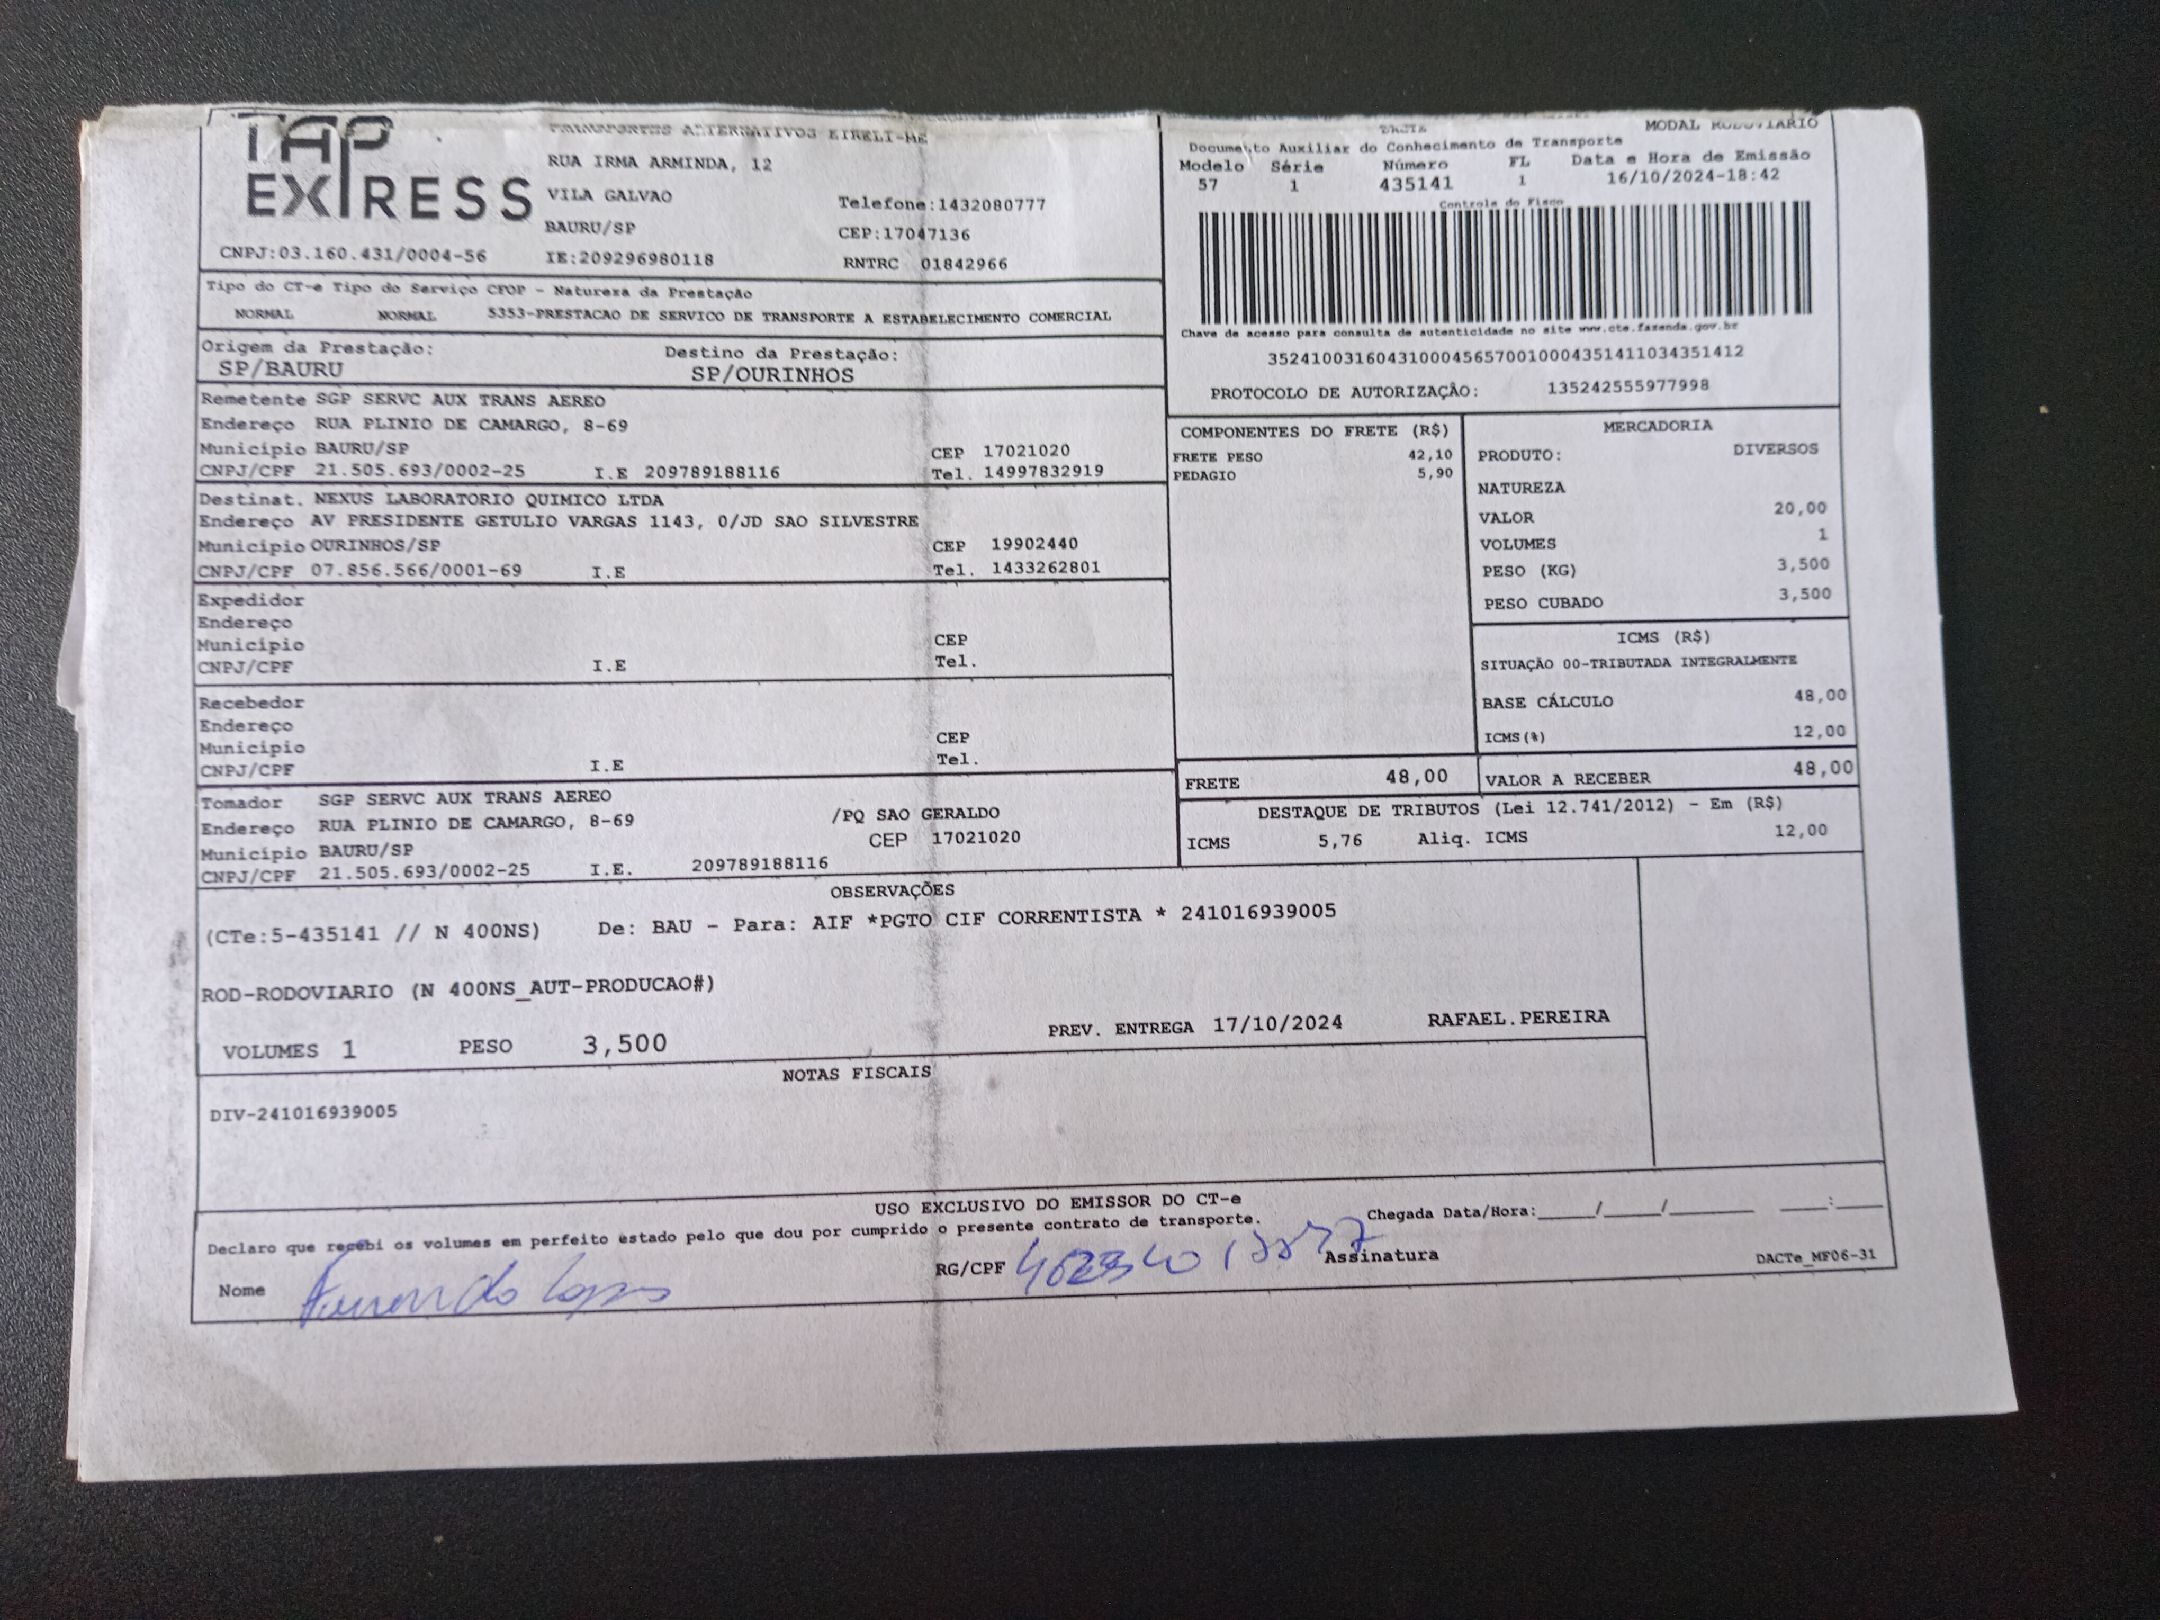 TAP
EXPRESS
TRANSPORTES ALTERNATIVOS EIRELI-ME
RUA IRMA ARMINDA, 12
VILA GALVAO
Telefone:1432080777
BAURU/SP
CEP:17047136
CNPJ:03.160.431/0004-56
IE:209296980118
RNTRC 01842966
DACTE
MODAL RODOVIARIO
Documento Auxiliar do Conhecimento de Transporte
Modelo Série Número FL Data e Hora de Emissão
57 1 435141 1 16/10/2024-18:42
Controle do Fisco
Chave de acesso para consulta de autenticidade no site www.cte.fazenda.gov.br
35241003160431000456570010004351411034351412
PROTOCOLO DE AUTORIZAÇÃO: 135242555977998
Tipo do CT-e Tipo do Serviço CFOP - Natureza da Prestação
NORMAL NORMAL 5353-PRESTACAO DE SERVICO DE TRANSPORTE A ESTABELECIMENTO COMERCIAL
Origem da Prestação: Destino da Prestação:
SP/BAURU SP/OURINHOS
Remetente SGP SERVC AUX TRANS AEREO
Endereço RUA PLINIO DE CAMARGO, 8-69
Município BAURU/SP CEP 17021020
CNPJ/CPF 21.505.693/0002-25 I.E 209789188116 Tel. 14997832919
Destinat. NEXUS LABORATORIO QUIMICO LTDA
Endereço AV PRESIDENTE GETULIO VARGAS 1143, 0/JD SAO SILVESTRE
Município OURINHOS/SP CEP 19902440
CNPJ/CPF 07.856.566/0001-69 I.E Tel. 1433262801
Expedidor
Endereço
Município CEP
CNPJ/CPF I.E Tel.
Recebedor
Endereço
Município CEP
CNPJ/CPF I.E Tel.
Tomador SGP SERVC AUX TRANS AEREO /PQ SAO GERALDO
Endereço RUA PLINIO DE CAMARGO, 8-69 CEP 17021020
Município BAURU/SP
CNPJ/CPF 21.505.693/0002-25 I.E. 209789188116
COMPONENTES DO FRETE (R$)
FRETE PESO 42,10
PEDAGIO 5,90
MERCADORIA
PRODUTO: DIVERSOS
NATUREZA
VALOR 20,00
VOLUMES 1
PESO (KG) 3,500
PESO CUBADO 3,500
ICMS (R$)
SITUAÇÃO 00-TRIBUTADA INTEGRALMENTE
BASE CÁLCULO 48,00
ICMS(%) 12,00
FRETE 48,00 VALOR A RECEBER 48,00
DESTAQUE DE TRIBUTOS (Lei 12.741/2012) - Em (R$)
ICMS 5,76 Aliq. ICMS 12,00
OBSERVAÇÕES
(CTe:5-435141 // N 400NS) De: BAU - Para: AIF *PGTO CIF CORRENTISTA * 241016939005
ROD-RODOVIARIO (N 400NS_AUT-PRODUCAO#)
PREV. ENTREGA 17/10/2024 RAFAEL.PEREIRA
VOLUMES 1 PESO 3,500
NOTAS FISCAIS
DIV-241016939005
USO EXCLUSIVO DO EMISSOR DO CT-e
Declaro que recebi os volumes em perfeito estado pelo que dou por cumprido o presente contrato de transporte. Chegada Data/Hora:_____/_____/_______ ____:____
Nome RG/CPF Assinatura DACTe_MF06-31